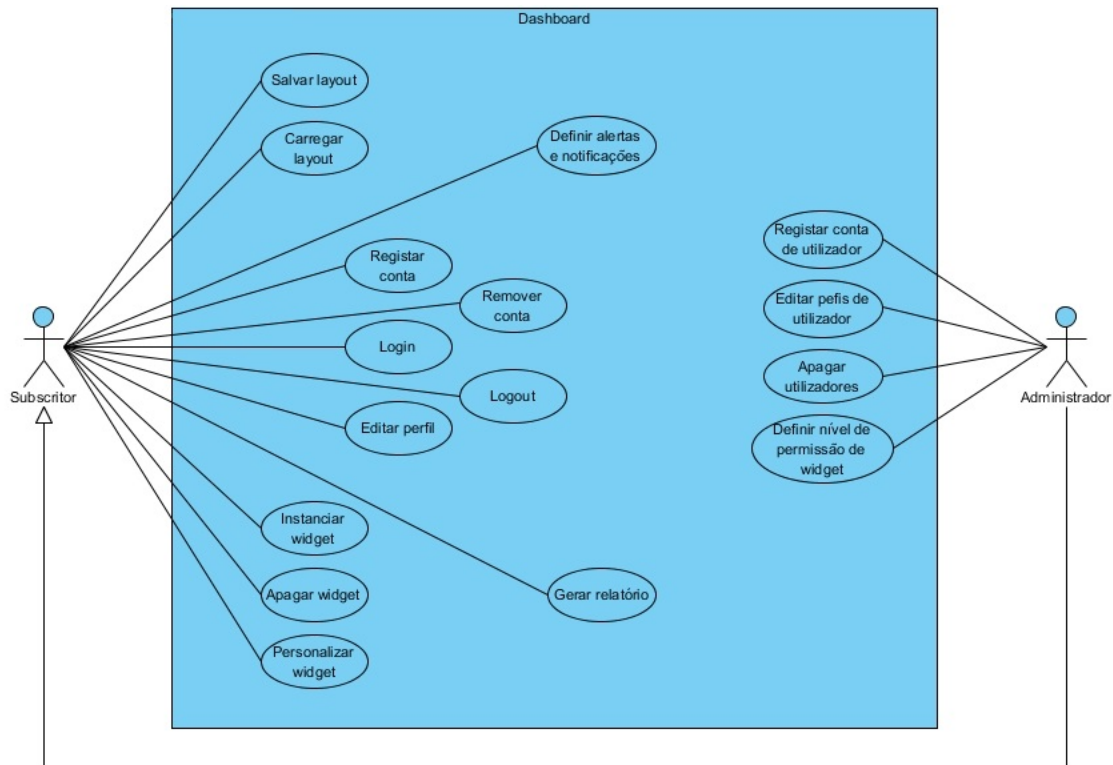 Dashboard
Salvar layout
Carregar
layout
Definir alertas
e notificações
Registar
conta
Remover
conta
Login
Logout
Editar perfil
Instanciar
widget
Apagar widget
Personalizar
widget
Gerar relatório
Registar conta
de utilizador
Editar pefis de
utilizador
Apagar
utilizadores
Definir nível de
permissão de
widget
Subscritor
Administrador